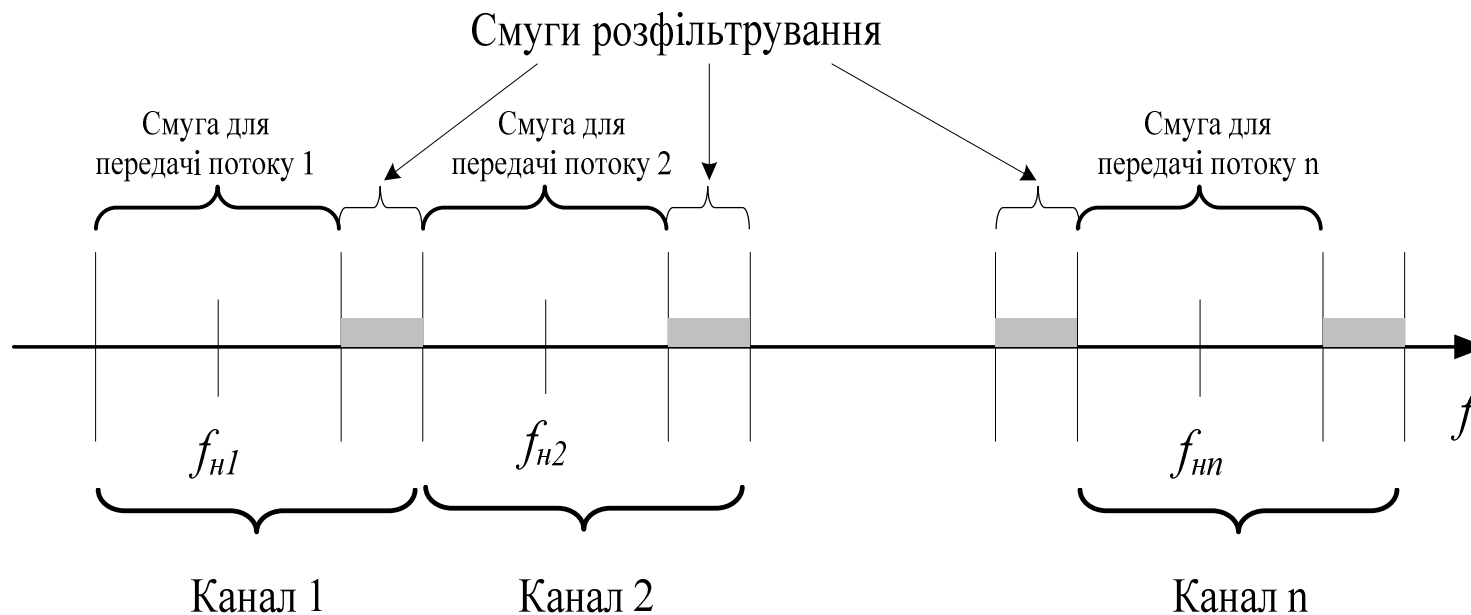 Смуги розфільтрування
Смуга для
передачі потоку 1
Смуга для
передачі потоку 2
Смуга для
передачі потоку n
f
fн1
fн2
fнn
Канал 1
Канал 2
Канал n